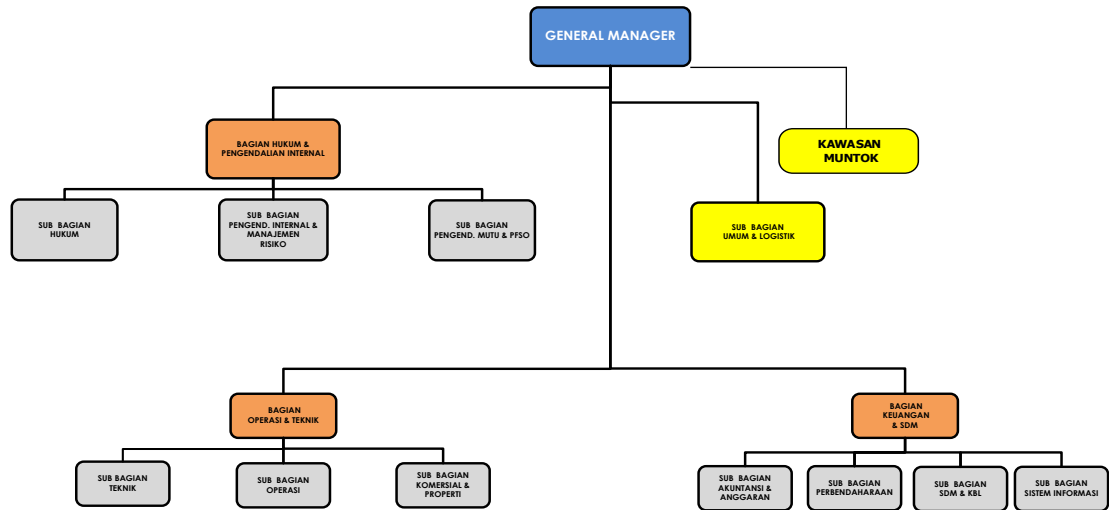 GENERAL MANAGER
KAWASAN
MUNTOK
BAGIAN HUKUM &
PENGENDALIAN INTERNAL
SUB BAGIAN
HUKUM
SUB BAGIAN
PENGEND. INTERNAL &
MANAJEMEN
RISIKO
SUB BAGIAN
PENGEND. MUTU & PFSO
SUB BAGIAN
UMUM & LOGISTIK
BAGIAN
OPERASI & TEKNIK
BAGIAN
KEUANGAN
& SDM
SUB BAGIAN
TEKNIK
SUB BAGIAN
OPERASI
SUB BAGIAN
KOMERSIAL &
PROPERTI
SUB BAGIAN
AKUNTANSI &
ANGGARAN
SUB BAGIAN
PERBENDAHARAAN
SUB BAGIAN
SDM & KBL
SUB BAGIAN
SISTEM INFORMASI